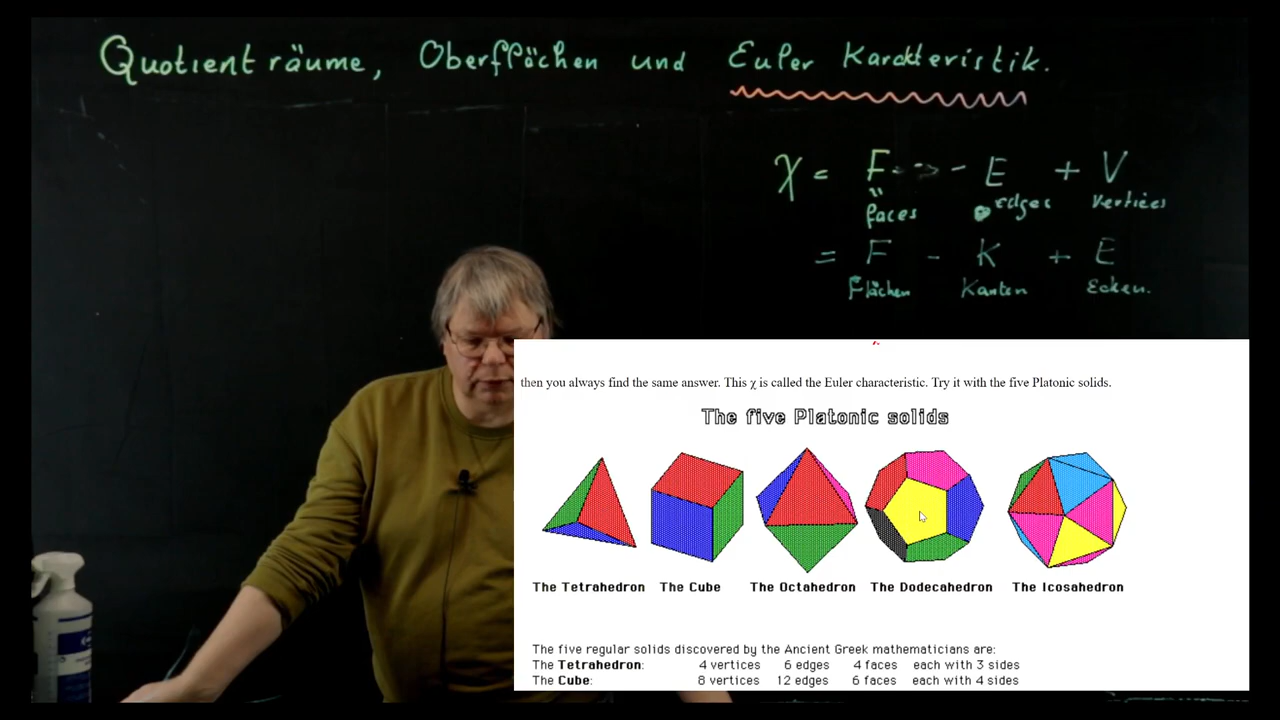 Quotienträume, Oberflächen und Euler Karakteristik.
χ = F - E + V
faces edges vertices
= F - K + E
Flächen Kanten Ecken.
then you always find the same answer. This χ is called the Euler characteristic. Try it with the five Platonic solids.
The five Platonic solids
The Tetrahedron The Cube The Octahedron The Dodecahedron The Icosahedron
The five regular solids discovered by the Ancient Greek mathematicians are:
The Tetrahedron: 4 vertices 6 edges 4 faces each with 3 sides
The Cube: 8 vertices 12 edges 6 faces each with 4 sides